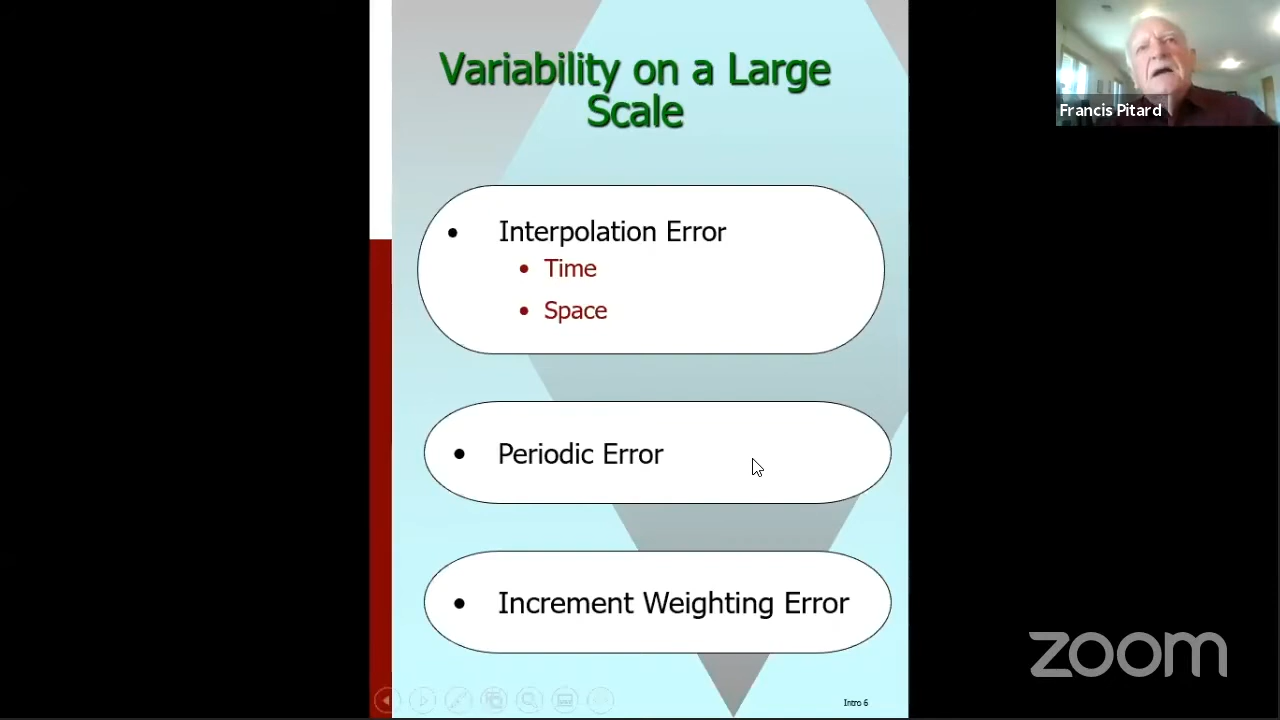 Variability on a Large
Scale
Francis Pitard
• Interpolation Error
• Time
• Space
• Periodic Error
• Increment Weighting Error
zoom
Intro 6